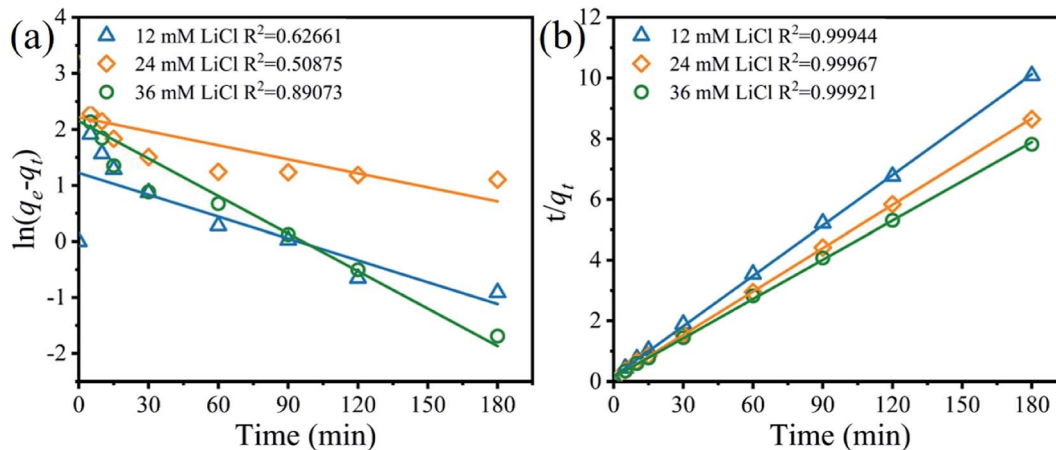 (a)
12 mM LiCl R²=0.62661
24 mM LiCl R²=0.50875
36 mM LiCl R²=0.89073
ln(qₑ-qₜ)
4
3
2
1
0
-1
-2
0 30 60 90 120 150 180
Time (min)
(b)
12 mM LiCl R²=0.99944
24 mM LiCl R²=0.99967
36 mM LiCl R²=0.99921
t/qₜ
12
10
8
6
4
2
0
0 30 60 90 120 150 180
Time (min)